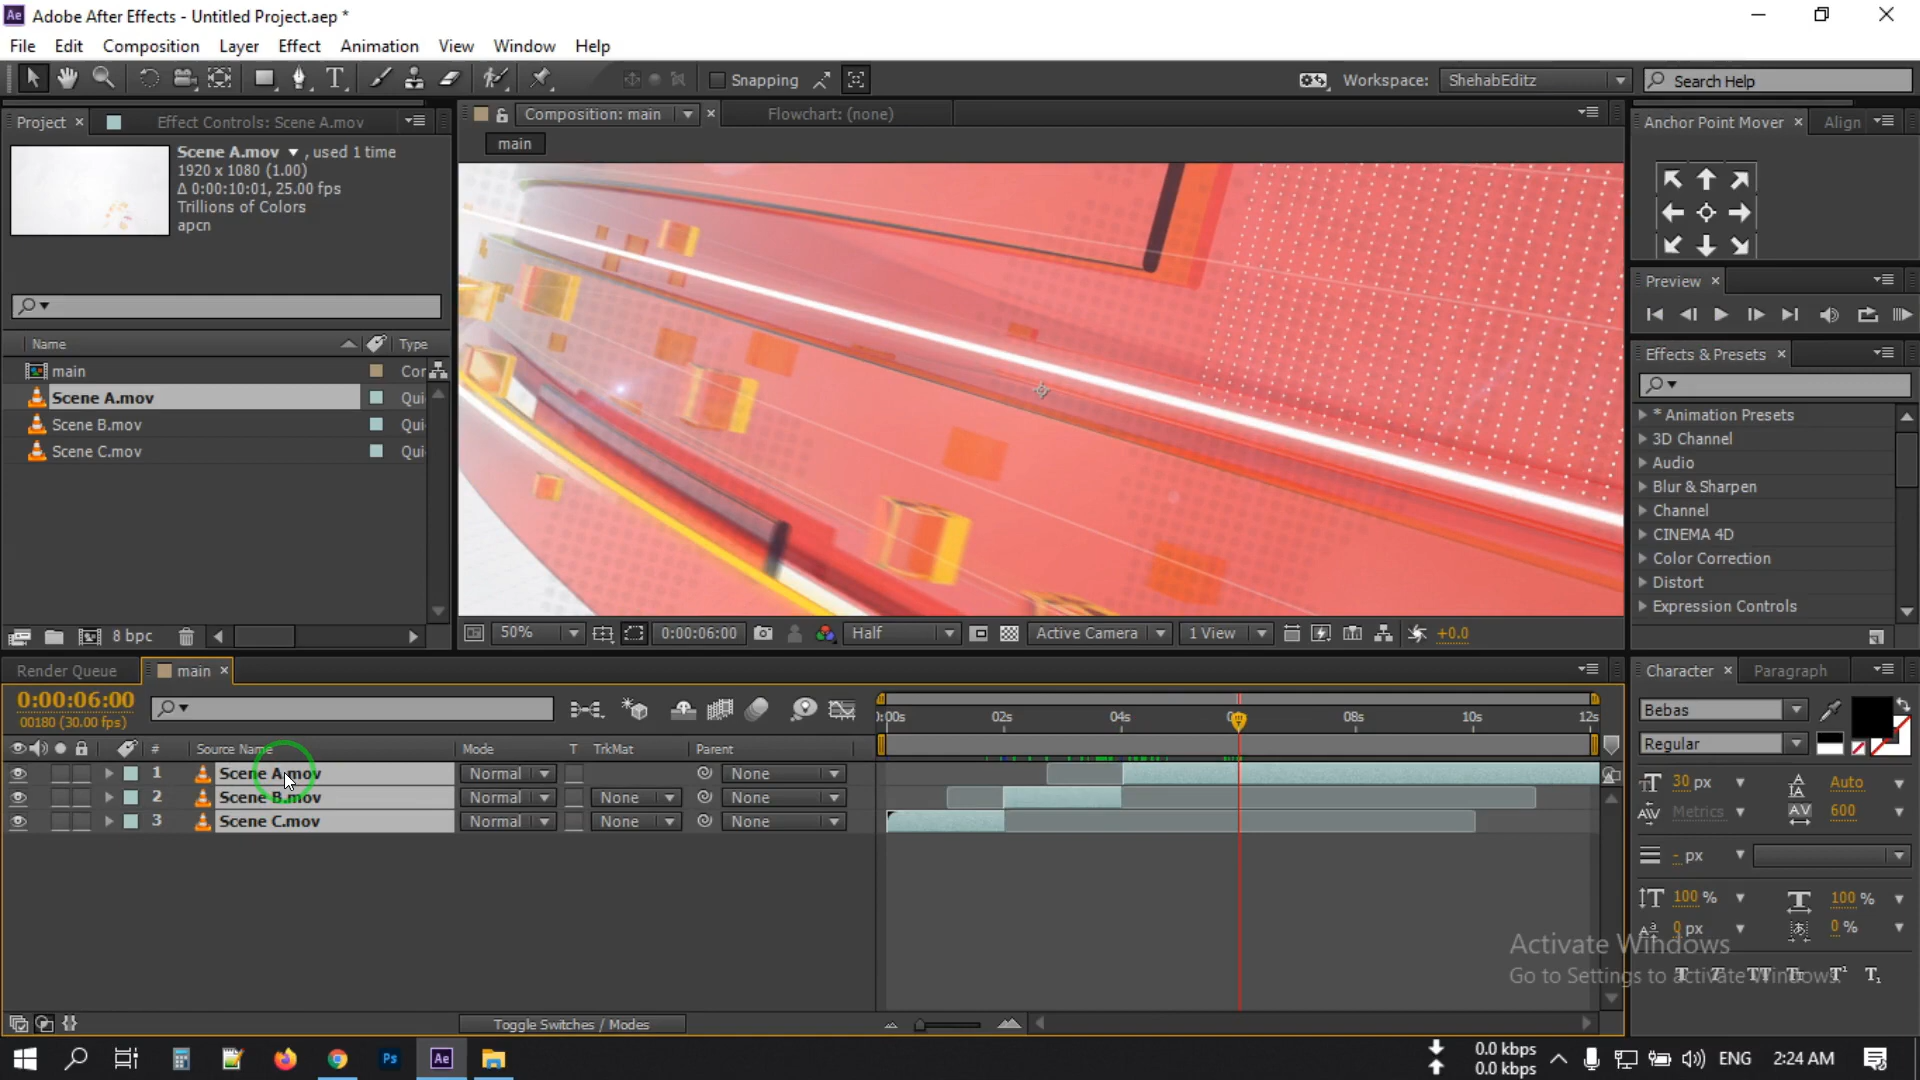 Adobe After Effects - Untitled Project.aep *
File Edit Composition Layer Effect Animation View Window Help
Snapping
Workspace: ShehabEditz
Search Help
Project
Effect Controls: Scene A.mov
Scene A.mov ▼ , used 1 time
1920 x 1080 (1.00)
Δ 0:00:10:01, 25.00 fps
Trillions of Colors
apcn
Name Type
main Cor
Scene A.mov Qui
Scene B.mov Qui
Scene C.mov Qui
8 bpc
Composition: main
Flowchart: (none)
main
50% 0:00:06:00 Half Active Camera 1 View +0.0
Anchor Point Mover Align
Preview
Effects & Presets
* Animation Presets
3D Channel
Audio
Blur & Sharpen
Channel
CINEMA 4D
Color Correction
Distort
Expression Controls
Render Queue main
0:00:06:00
00180 (30.00 fps)
:00s 02s 04s 08s 10s 12s
# Source Name Mode T TrkMat Parent
1 Scene A.mov Normal None
2 Scene B.mov Normal None None
3 Scene C.mov Normal None None
Toggle Switches / Modes
Character Paragraph
Bebas
Regular
30 px Auto
Metrics 600
- px
100 % 100 %
0 px 0 %
Activate Windows
Go to Settings to activate Windows.
Ps Ae
0.0 kbps
0.0 kbps
ENG 2:24 AM